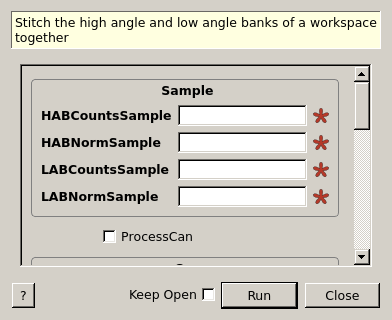 Stitch the high angle and low angle banks of a workspace
together
Sample
HABCountsSample
HABNormSample
LABCountsSample
LABNormSample
ProcessCan
?
Keep Open
Run
Close